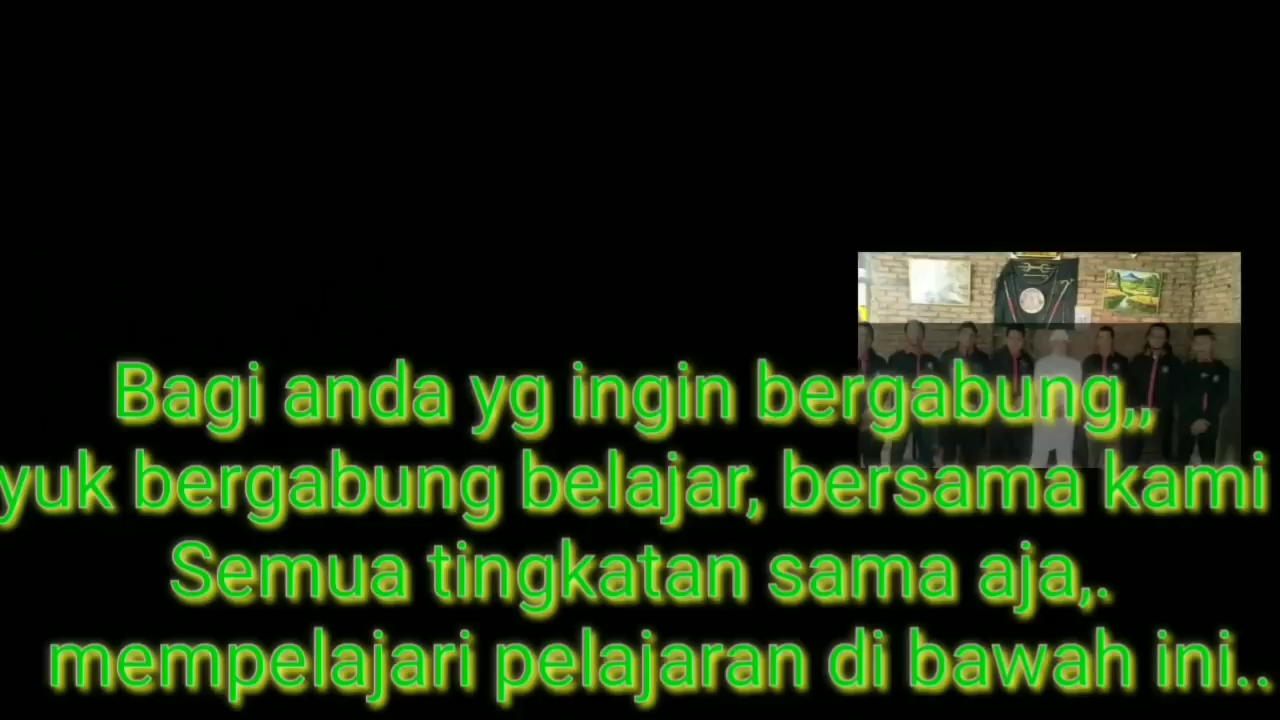 Bagi anda yg ingin bergabung,,
yuk bergabung belajar, bersama kami
Semua tingkatan sama aja,.
mempelajari pelajaran di bawah ini..